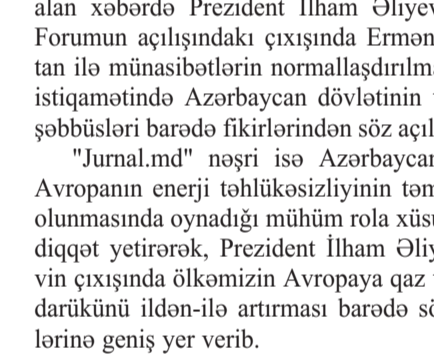 alan xəbərdə Prezident İlham Əliyev
Forumun açılışındakı çıxışında Ermən
tan ilə münasibətlərin normallaşdırılm
istiqamətində Azərbaycan dövlətinin
şəbbüsləri barədə fikirlərindən söz açıl
"Jurnal.md" nəşri isə Azərbaycan
Avropanın enerji təhlükəsizliyinin təm
olunmasında oynadığı mühüm rola xüsu
diqqət yetirərək, Prezident İlham Əliy
vin çıxışında ölkəmizin Avropaya qaz
darükünü ildən-ilə artırması barədə sö
lərinə geniş yer verib.